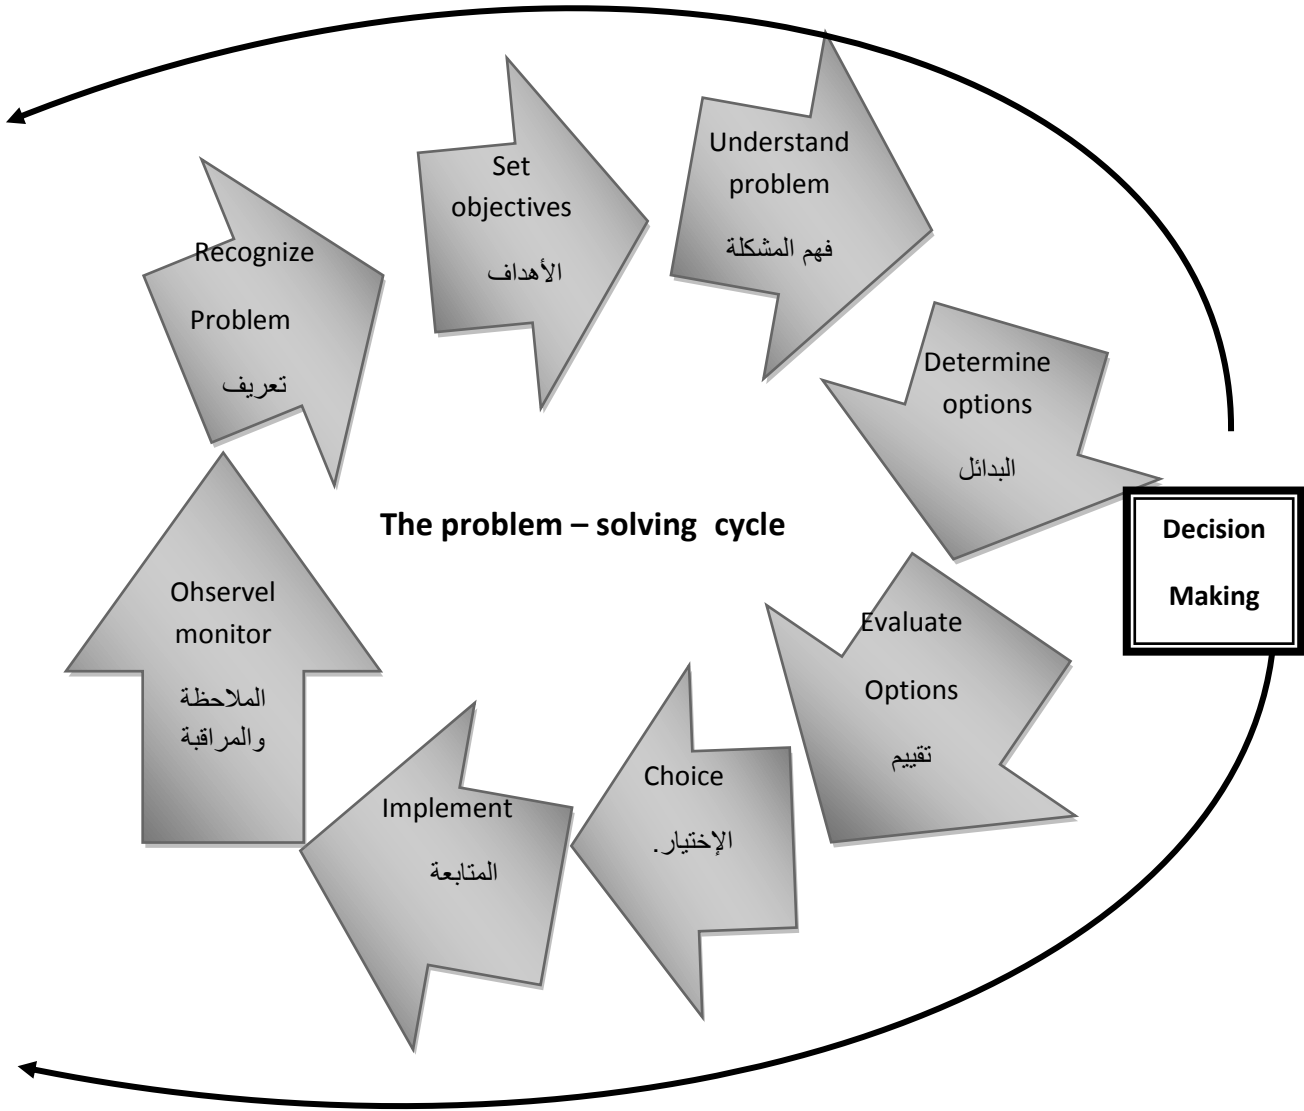 Recognize
Problem
تعريف
Set
objectives
الأهداف
Understand
problem
فهم المشكلة
Determine
options
البدائل
Evaluate
Options
تقييم
Choice
الإختيار.
Implement
المتابعة
Ohservel
monitor
الملاحظة
والمراقبة
The problem – solving cycle
Decision
Making